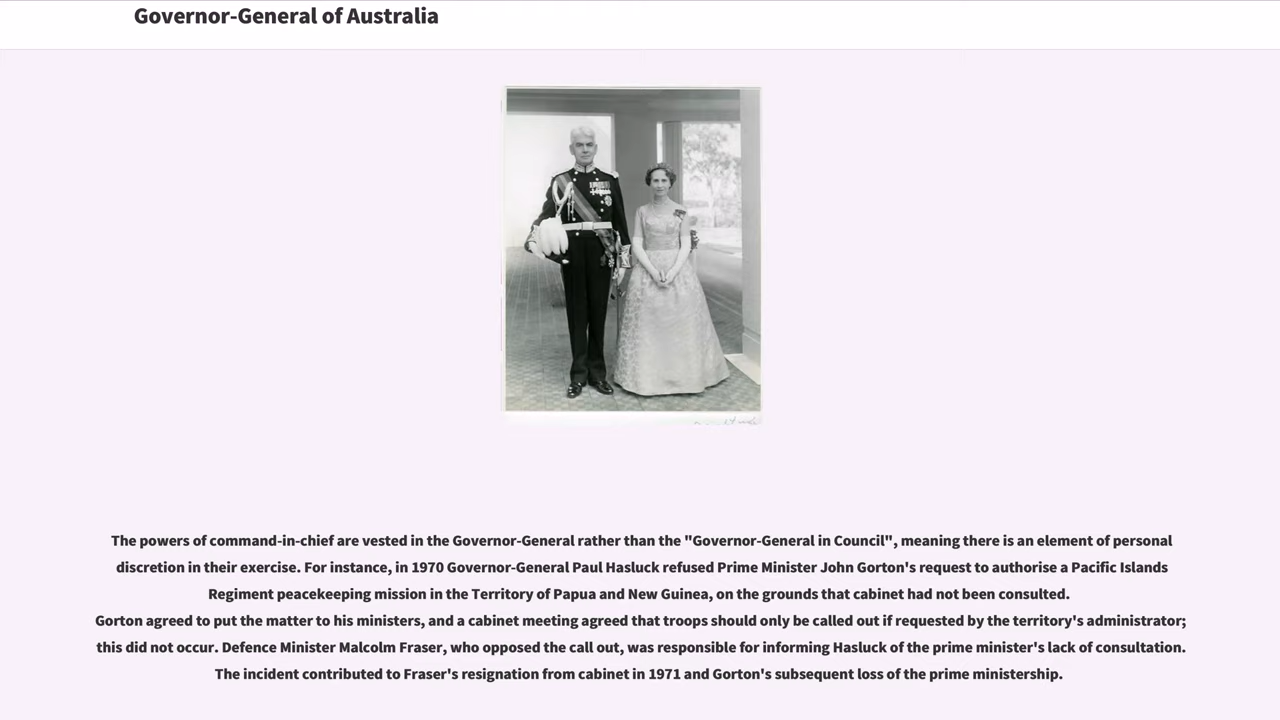 Governor-General of Australia
The powers of command-in-chief are vested in the Governor-General rather than the "Governor-General in Council", meaning there is an element of personal
discretion in their exercise. For instance, in 1970 Governor-General Paul Hasluck refused Prime Minister John Gorton's request to authorise a Pacific Islands
Regiment peacekeeping mission in the Territory of Papua and New Guinea, on the grounds that cabinet had not been consulted.
Gorton agreed to put the matter to his ministers, and a cabinet meeting agreed that troops should only be called out if requested by the territory's administrator;
this did not occur. Defence Minister Malcolm Fraser, who opposed the call out, was responsible for informing Hasluck of the prime minister's lack of consultation.
The incident contributed to Fraser's resignation from cabinet in 1971 and Gorton's subsequent loss of the prime ministership.